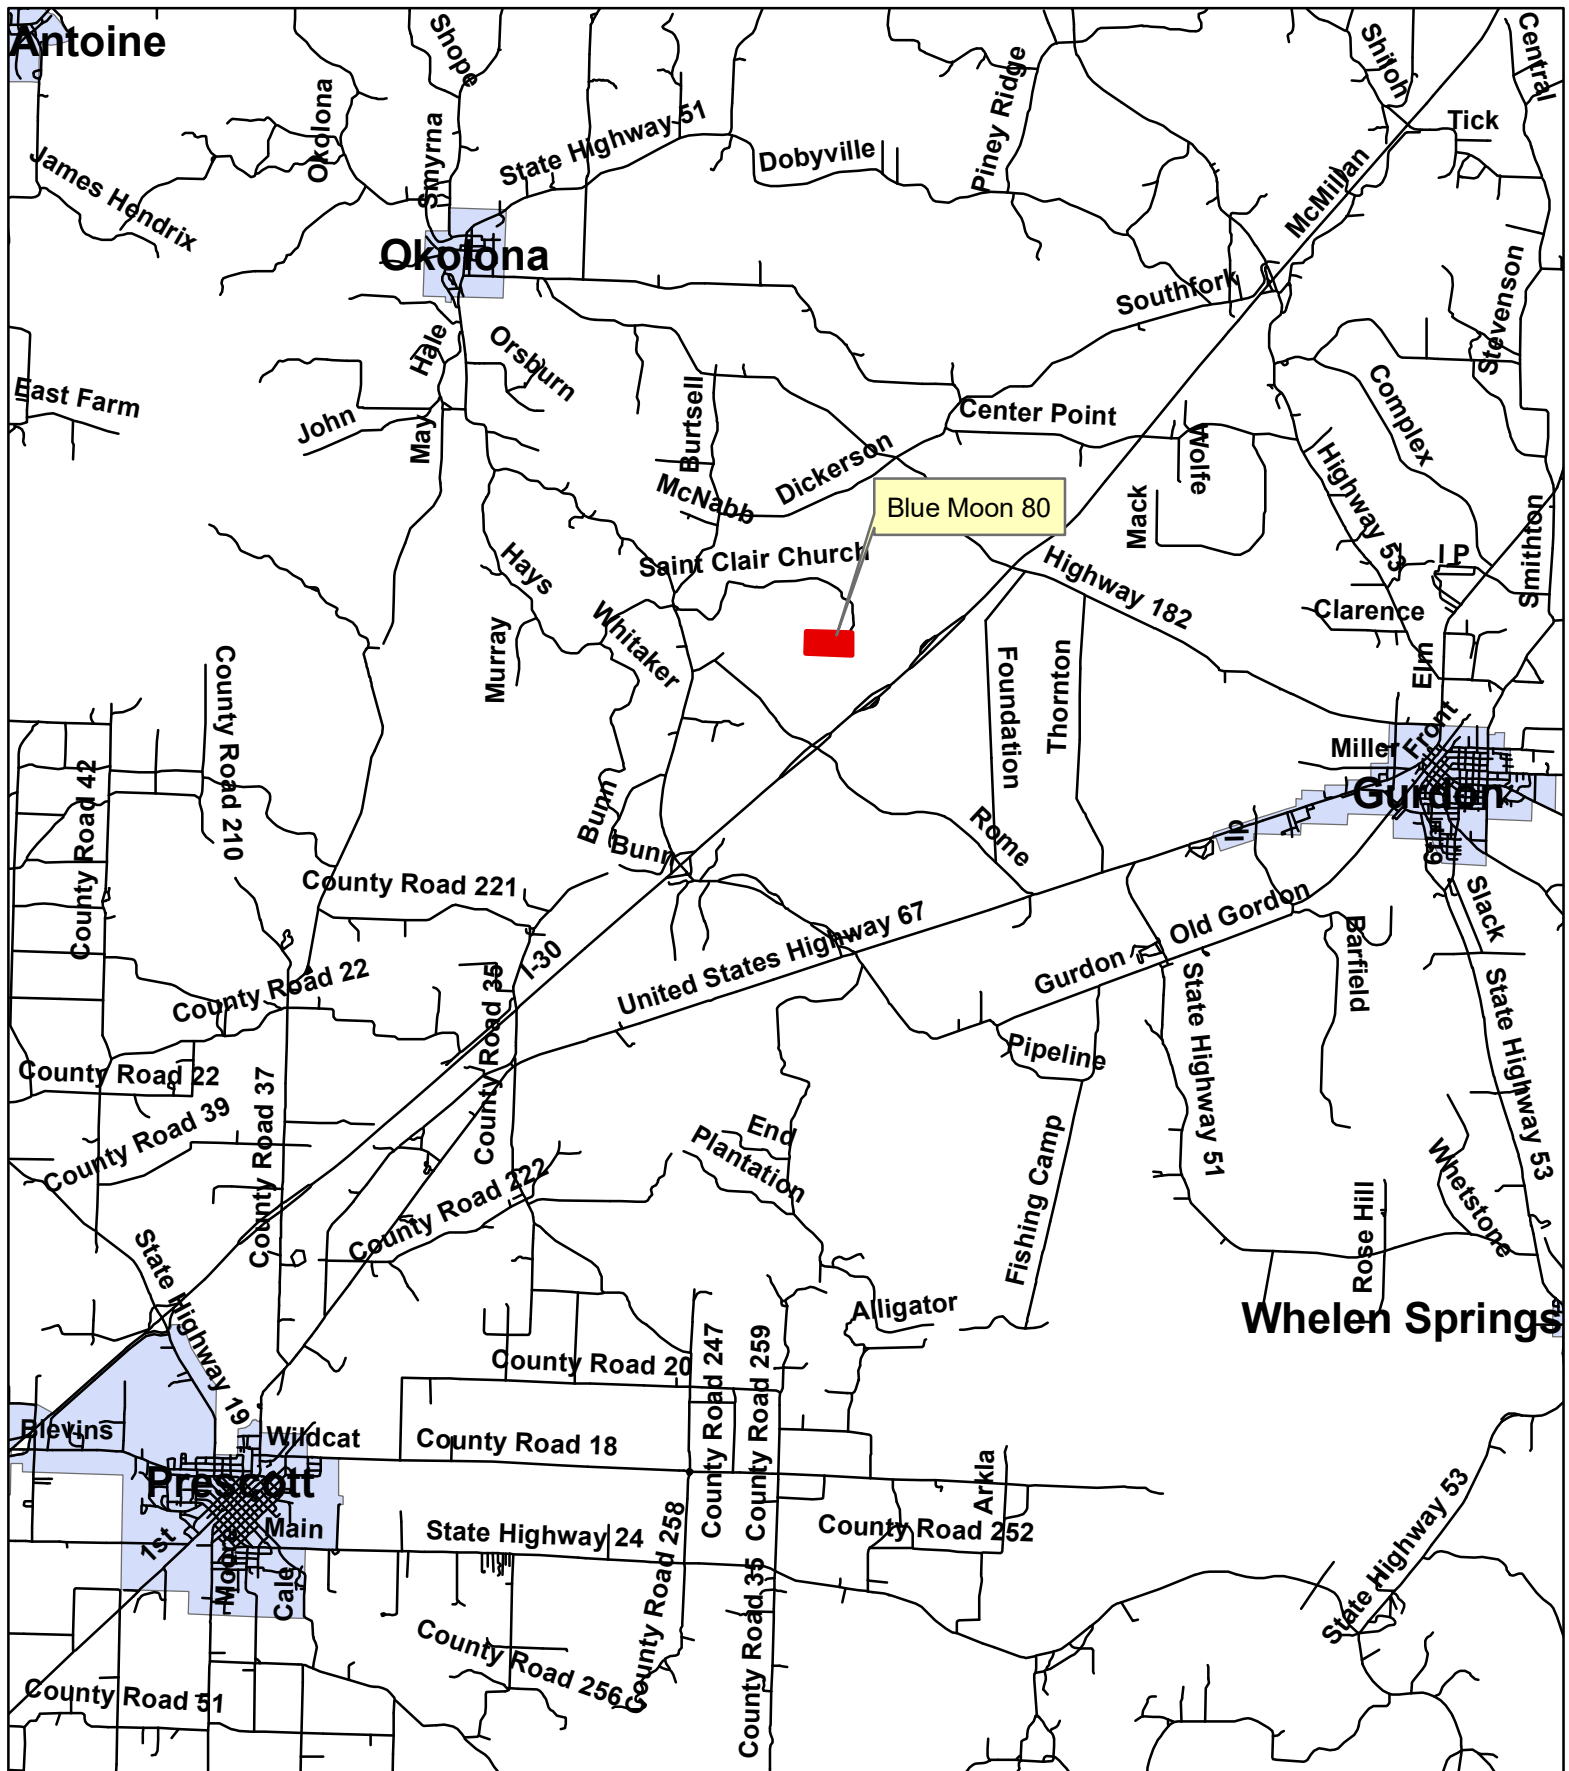 Antoine
Shope
Okolona
Smyrna
State Highway 51
Dobyville
Piney Ridge
Shiloh
Central
Tick
McMillan
James Hendrix
Okolona
Southfork
Stevenson
Hale
Orsburn
East Farm
John
May
Burtsell
Center Point
Complex
Dickerson
Wolfe
McNabb
Mack
Highway 53
Blue Moon 80
Smithton
Saint Clair Church
Hays
Highway 182
I P
Clarence
Whitaker
Murray
Elm
County Road 210
Foundation
Thornton
Front
Miller
Gurdon
County Road 42
Bunn
Bunn
Rome
Ip
County Road 221
Slack
Old Gordon
Barfield
United States Highway 67
I-30
County Road 22
County Road 35
Gurdon
State Highway 51
State Highway 53
Pipeline
County Road 22
County Road 37
County Road 39
End
Plantation
Fishing Camp
Whetstone
County Road 222
Rose Hill
State Highway 19
Alligator
Whelen Springs
County Road 20
County Road 247
County Road 259
Blevins
Wildcat
County Road 18
Arkla
Prescott
1st
Main
State Highway 24
County Road 252
County Road 258
State Highway 53
Cale
County Road 35
County Road 256
County Road 51